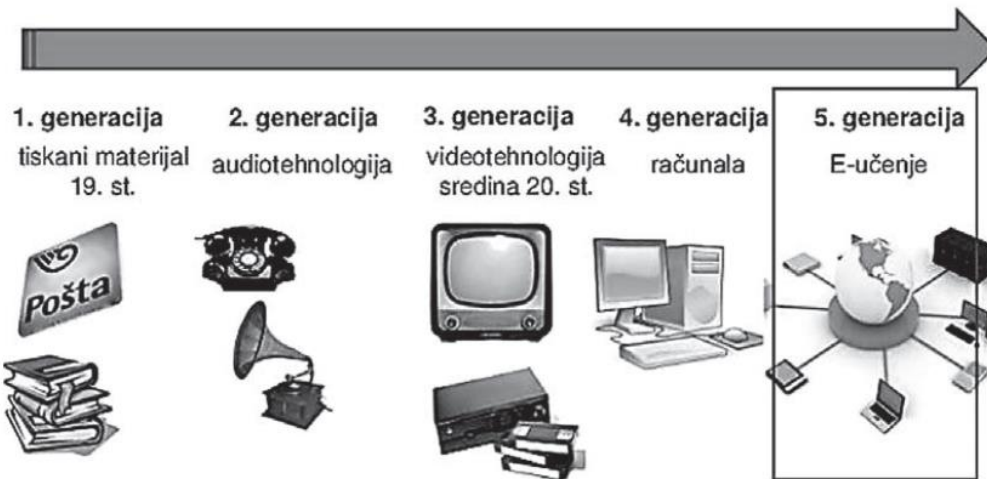 1. generacija
tiskani materijal
19. st.
2. generacija
audiotehnologija
3. generacija
videotehnologija
sredina 20. st.
4. generacija
računala
5. generacija
E-učenje
Pošta